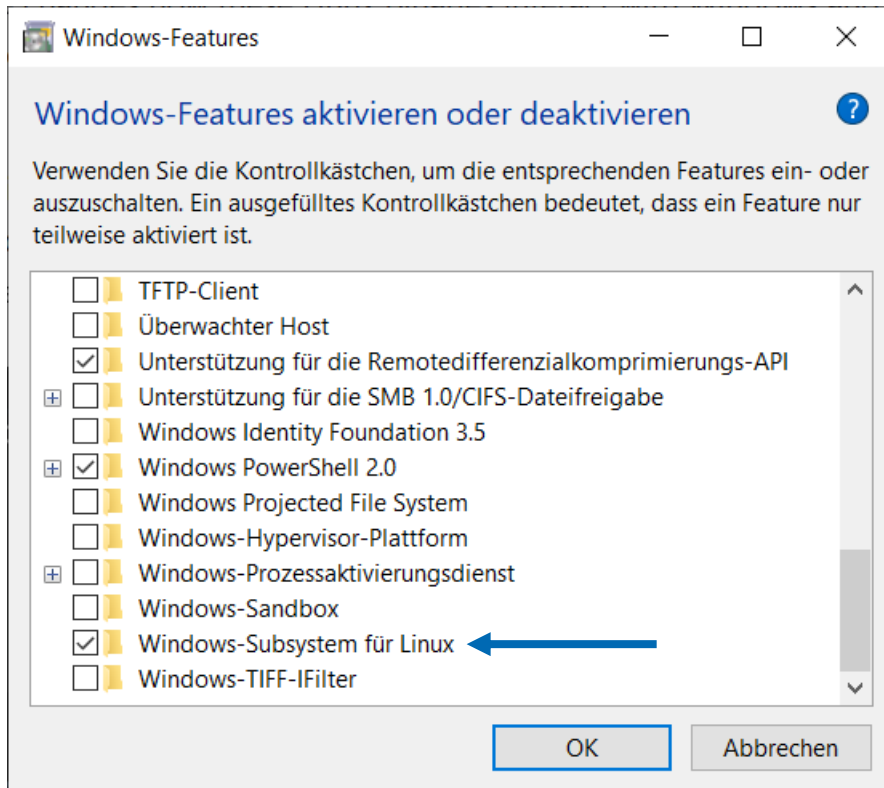 Windows-Features
Windows-Features aktivieren oder deaktivieren
?
Verwenden Sie die Kontrollkästchen, um die entsprechenden Features ein- oder
auszuschalten. Ein ausgefülltes Kontrollkästchen bedeutet, dass ein Feature nur
teilweise aktiviert ist.
TFTP-Client
Überwachter Host
Unterstützung für die Remotedifferenzialkomprimierungs-API
Unterstützung für die SMB 1.0/CIFS-Dateifreigabe
Windows Identity Foundation 3.5
Windows PowerShell 2.0
Windows Projected File System
Windows-Hypervisor-Plattform
Windows-Prozessaktivierungsdienst
Windows-Sandbox
Windows-Subsystem für Linux
Windows-TIFF-IFilter
OK Abbrechen